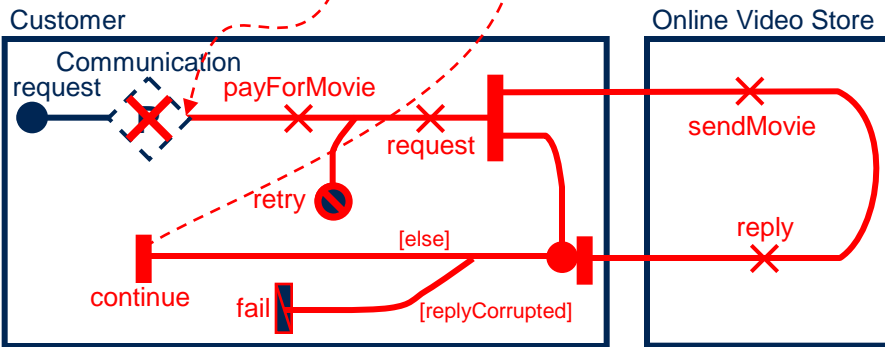 Customer
Online Video Store
Communication
request
payForMovie
request
sendMovie
retry
[else]
reply
continue
fail
[replyCorrupted]